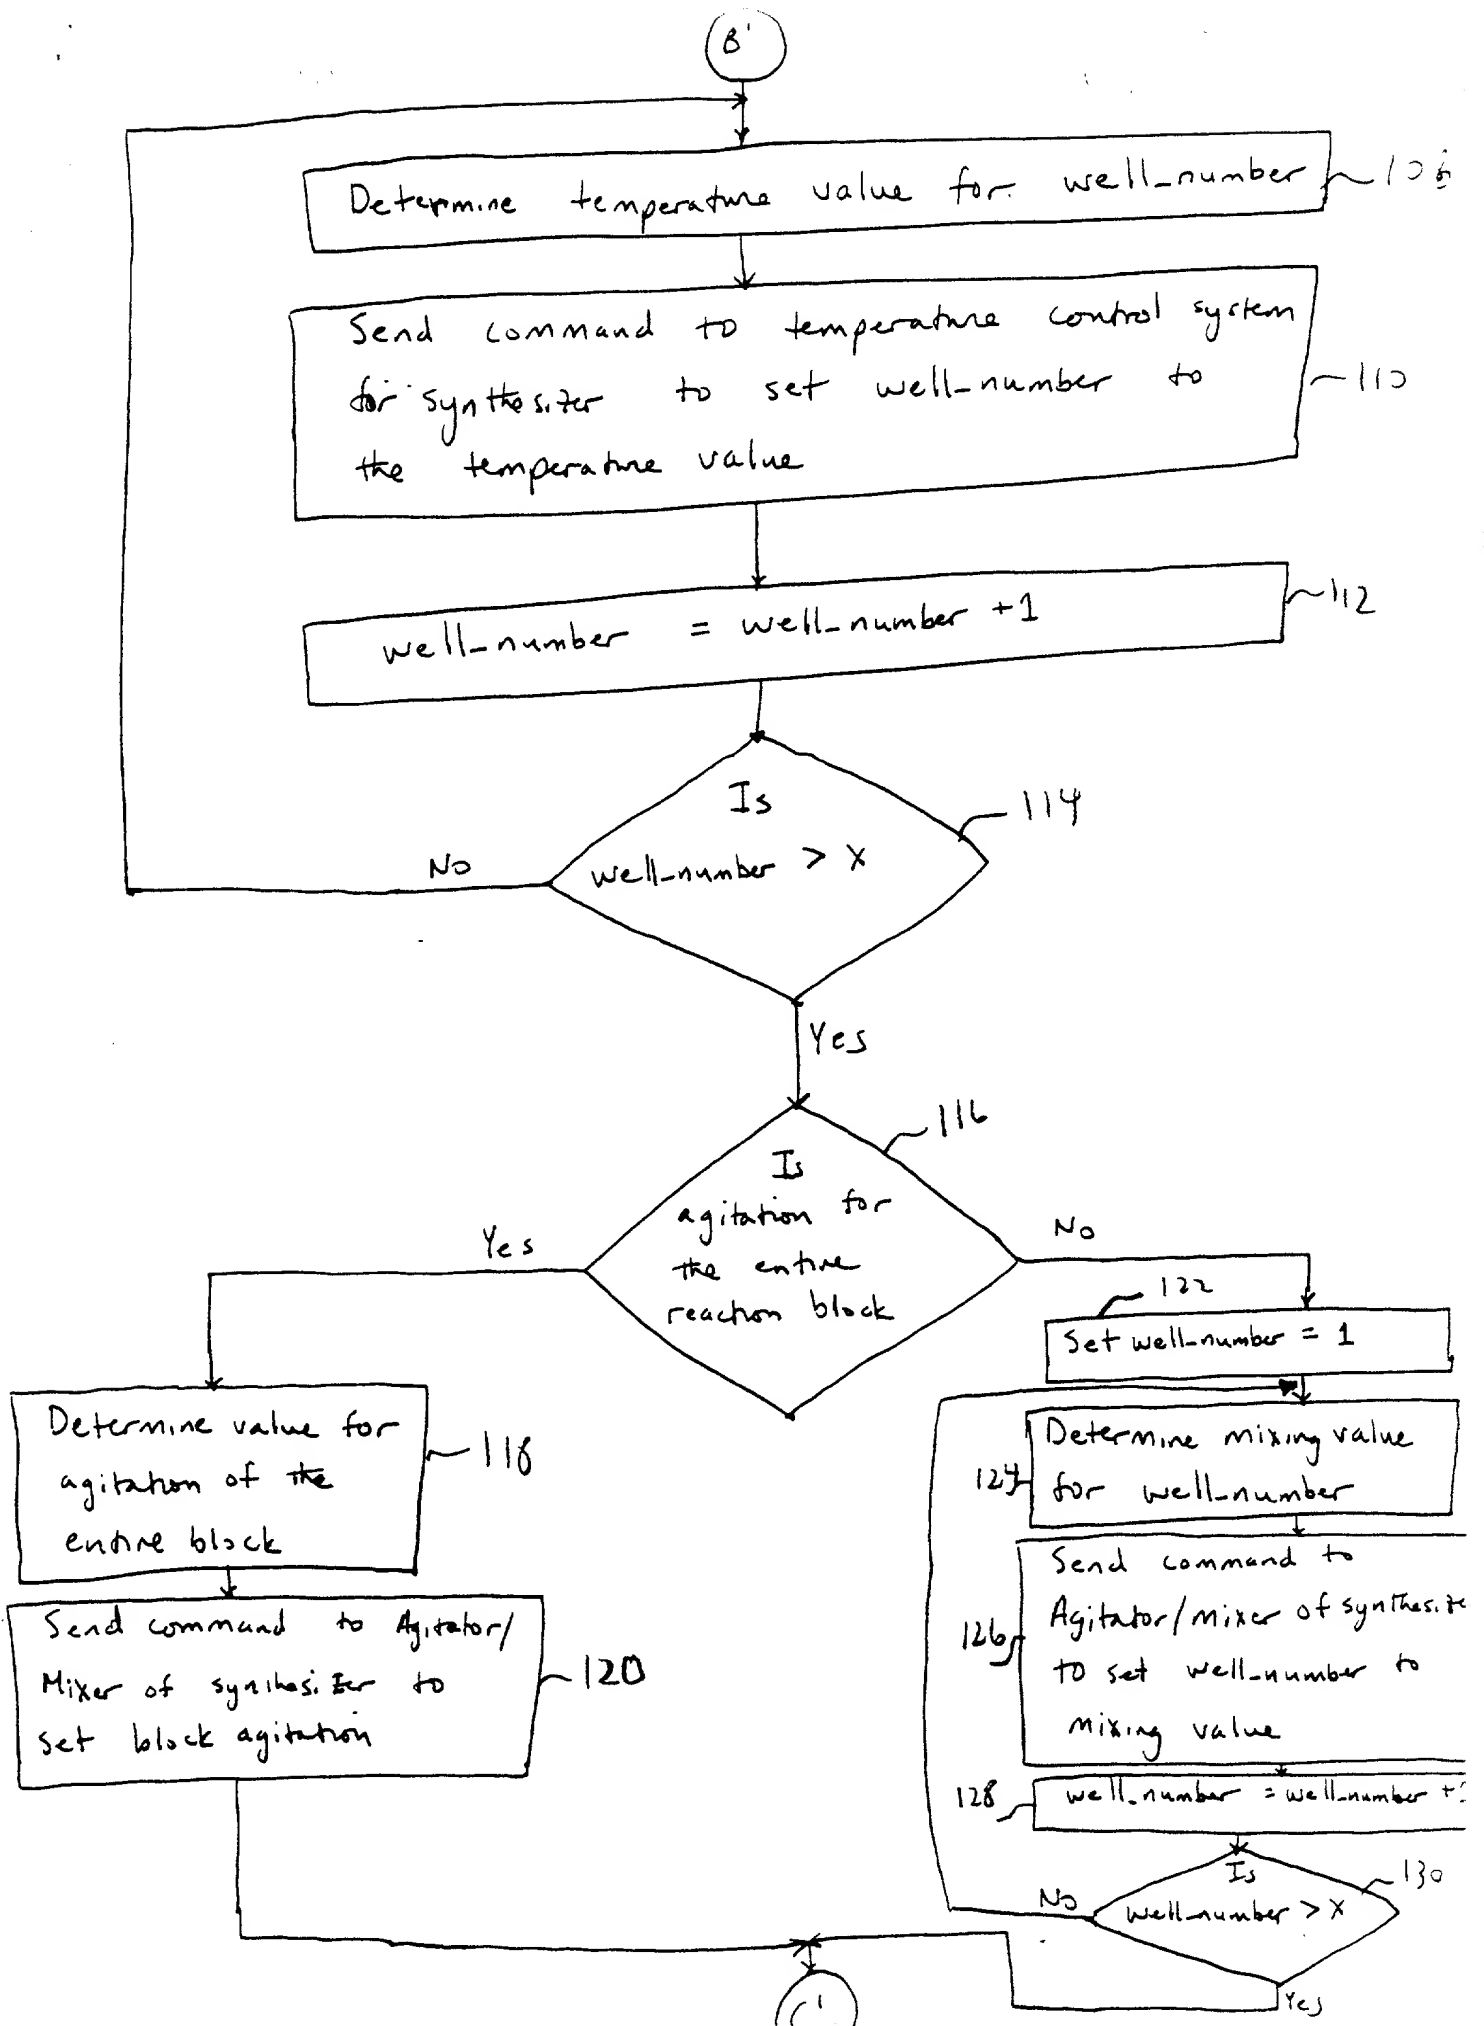 B'
Determine temperature value for well_number
Send command to temperature control system
110
for synthesizer to set well_number to
the temperature value
112
well_number = well_number +1
Is
114
No
well_number > X
Yes
116
Is
agitation for
Yes
No
the entire
reaction block
122
Set well_number = 1
Determine value for
118
agitation of the
entire block
Determine mixing value
124
for well_number
Send command to Agitator/
Mixer of synthesizer to
120
set block agitation
Send command to
Agitator/mixer of
126
to set well_number to
mixing value
128
well_number = well_number
Is
130
No
well_number > X
Yes
C'